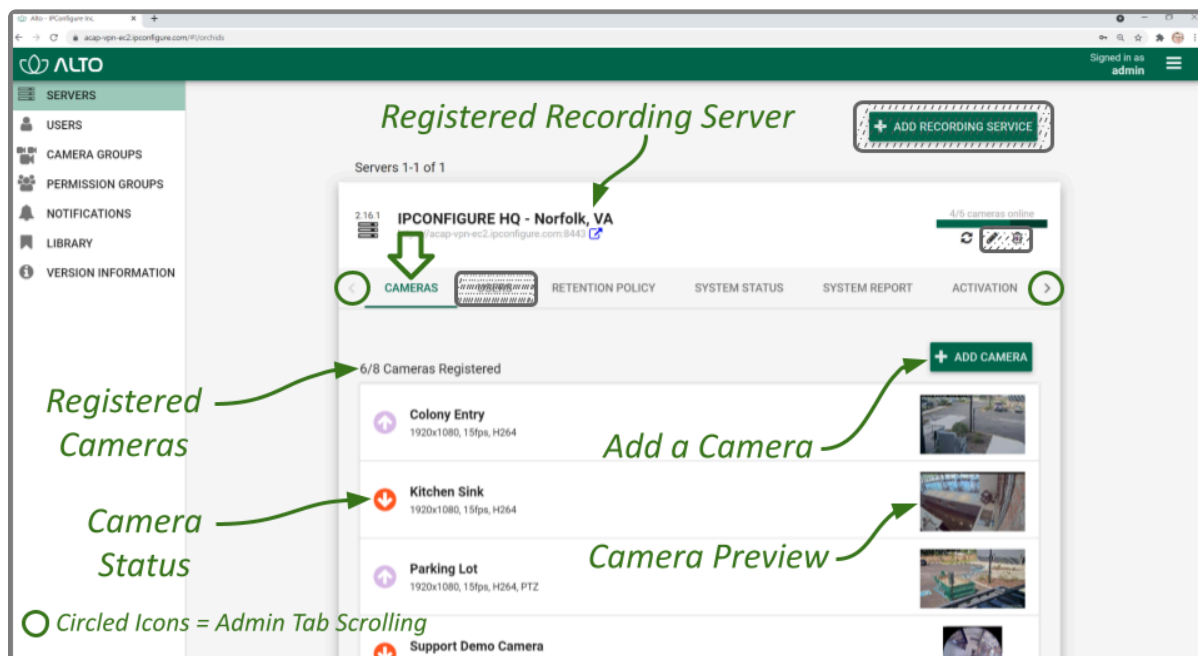 Alto - IPConfigure Inc.
acap-vpn-ec2.ipconfigure.com/#!/orchids
ALTO
Signed in as
admin
SERVERS
USERS
CAMERA GROUPS
PERMISSION GROUPS
NOTIFICATIONS
LIBRARY
VERSION INFORMATION
Registered Recording Server
ADD RECORDING SERVICE
Servers 1-1 of 1
2.16.1
IPCONFIGURE HQ - Norfolk, VA
/acap-vpn-ec2.ipconfigure.com:8443
4/6 cameras online
CAMERAS
USERS
RETENTION POLICY
SYSTEM STATUS
SYSTEM REPORT
ACTIVATION
6/8 Cameras Registered
ADD CAMERA
Registered
Cameras
Colony Entry
1920x1080, 15fps, H264
Add a Camera
Kitchen Sink
1920x1080, 15fps, H264
Camera
Status
Camera Preview
Parking Lot
1920x1080, 15fps, H264, PTZ
Circled Icons = Admin Tab Scrolling
Support Demo Camera